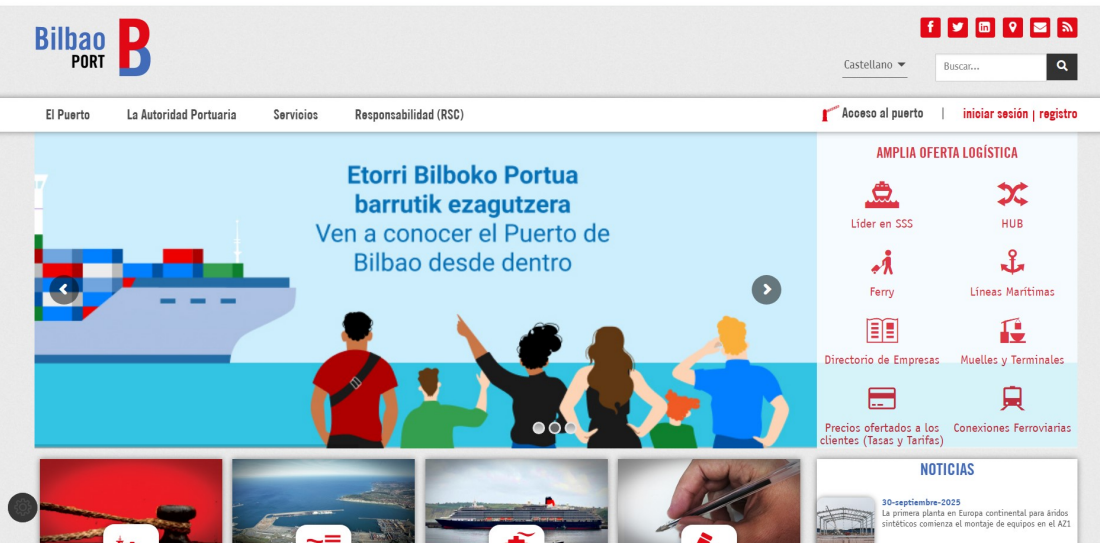 Bilbao
PORT
Castellano
Buscar...
El Puerto
La Autoridad Portuaria
Servicios
Responsabilidad (RSC)
Acceso al puerto
|
iniciar sesión | registro
Etorri Bilboko Portua
barrutik ezagutzera
Ven a conocer el Puerto de
Bilbao desde dentro
AMPLIA OFERTA LOGÍSTICA
Líder en SSS
HUB
Ferry
Líneas Marítimas
Directorio de Empresas
Muelles y Terminales
Precios ofertados a los
clientes (Tasas y Tarifas)
Conexiones Ferroviarias
NOTICIAS
30-septiembre-2025
La primera planta en Europa continental para áridos
sintéticos comienza el montaje de equipos en el AZ1